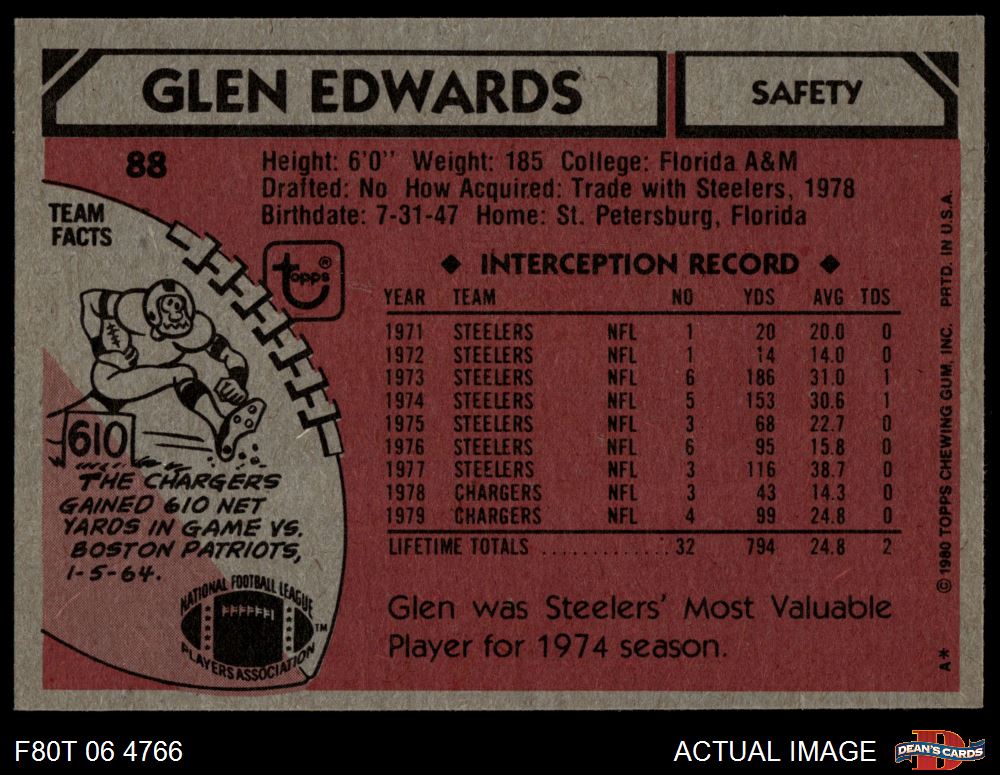 GLEN EDWARDS
SAFETY
88
Height: 6'0" Weight: 185 College: Florida A&M
Drafted: No How Acquired: Trade with Steelers, 1978
Birthdate: 7-31-47 Home: St. Petersburg, Florida
TEAM
FACTS
topps®
◆ INTERCEPTION RECORD ◆
YEAR TEAM NO YDS AVG TDS
1971 STEELERS NFL 1 20 20.0 0
1972 STEELERS NFL 1 14 14.0 0
1973 STEELERS NFL 6 186 31.0 1
1974 STEELERS NFL 5 153 30.6 1
1975 STEELERS NFL 3 68 22.7 0
1976 STEELERS NFL 6 95 15.8 0
1977 STEELERS NFL 3 116 38.7 0
1978 CHARGERS NFL 3 43 14.3 0
1979 CHARGERS NFL 4 99 24.8 0
LIFETIME TOTALS ............. 32 794 24.8 2
Glen was Steelers' Most Valuable
Player for 1974 season.
610
THE CHARGERS
GAINED 610 NET
YARDS IN GAME VS.
BOSTON PATRIOTS,
1-5-64.
NATIONAL FOOTBALL LEAGUE
PLAYERS ASSOCIATION
TM
A* © 1980 TOPPS CHEWING GUM, INC. PRTD. IN U.S.A.
F80T 06 4766
ACTUAL IMAGE
DEAN'S CARDS